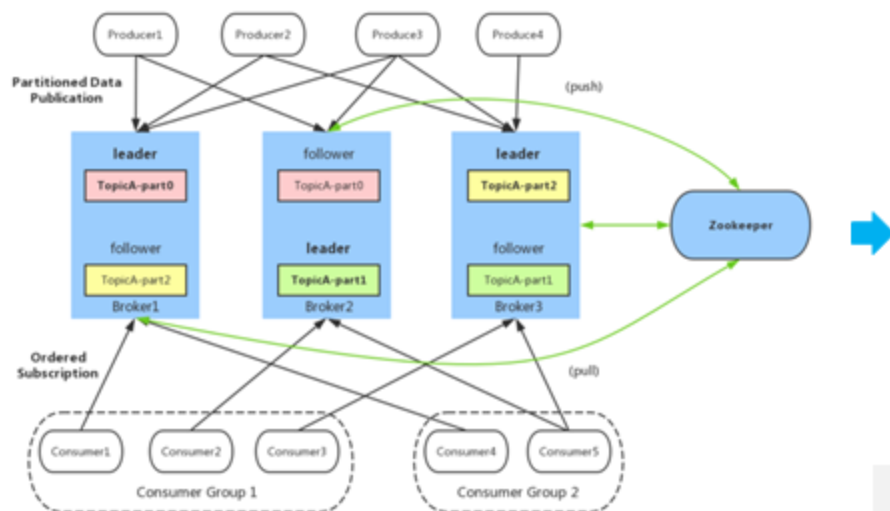 Producer1
Producer2
Produce3
Produce4
Partitioned Data
Publication
(push)
leader
TopicA-part0
follower
TopicA-part2
Broker1
follower
TopicA-part0
leader
TopicA-part1
Broker2
leader
TopicA-part2
follower
TopicA-part1
Broker3
Zookeeper
Ordered
Subscription
(pull)
Consumer1
Consumer2
Consumer3
Consumer Group 1
Consumer4
Consumer5
Consumer Group 2